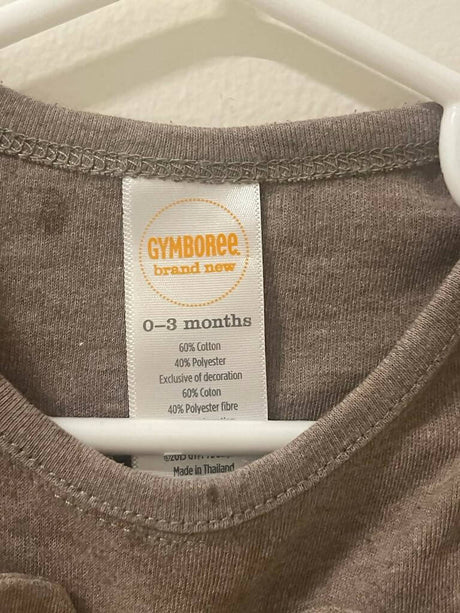 GYMBOREE
brand new
0–3 months
60% Cotton
40% Polyester
Exclusive of decoration
60% Coton
40% Polyester fibre
Made in Thailand